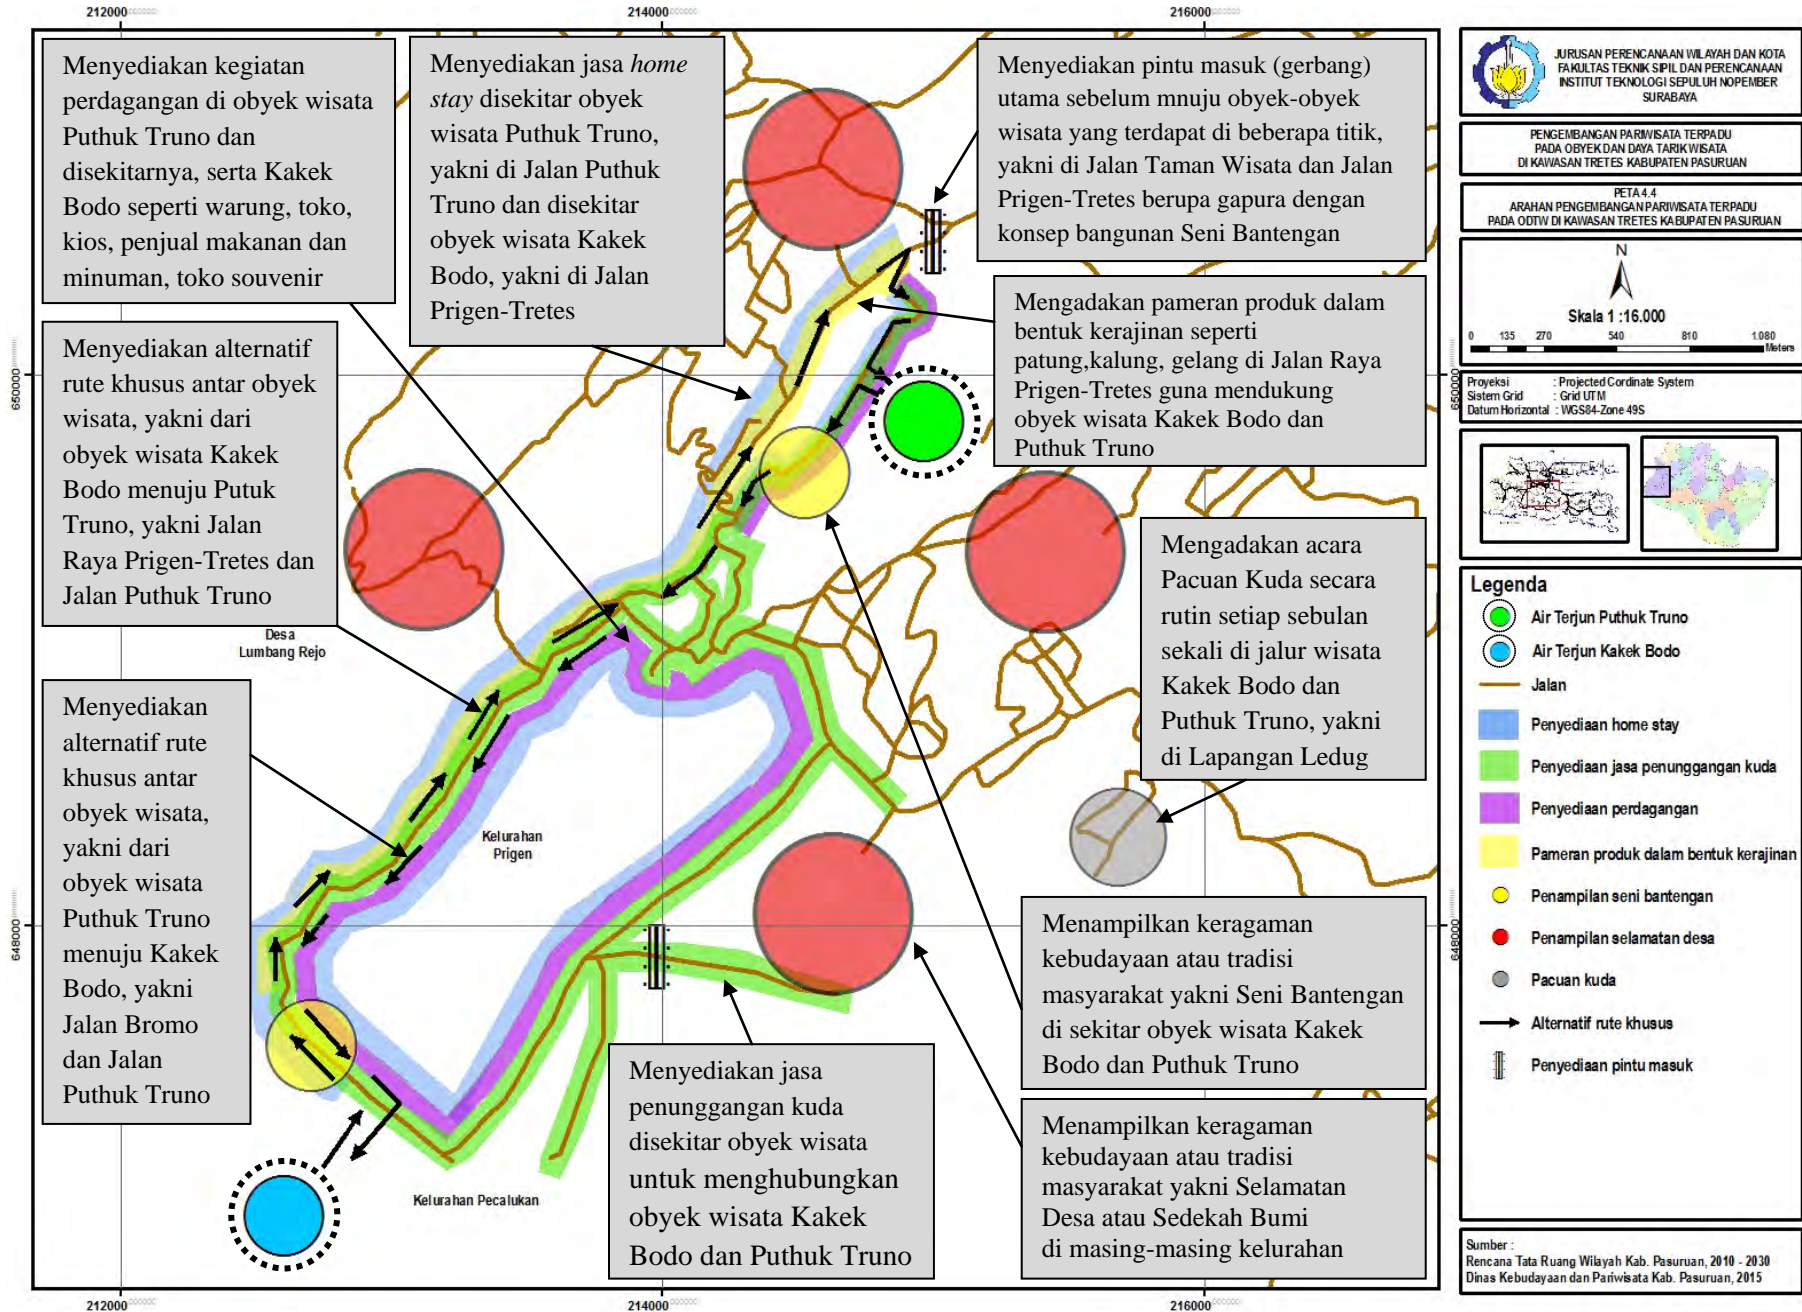 212000
214000
216000
Menyediakan kegiatan
perdagangan di obyek wisata
Puthuk Truno dan
disekitarnya, serta Kakek
Bodo seperti warung, toko,
kios, penjual makanan dan
minuman, toko souvenir
Menyediakan jasa home
stay disekitar obyek
wisata Puthuk Truno,
yakni di Jalan Puthuk
Truno dan disekitar
obyek wisata Kakek
Bodo, yakni di Jalan
Prigen-Tretes
Menyediakan pintu masuk (gerbang)
utama sebelum mnuju obyek-obyek
wisata yang terdapat di beberapa titik,
yakni di Jalan Taman Wisata dan Jalan
Prigen-Tretes berupa gapura dengan
konsep bangunan Seni Bantengan
Mengadakan pameran produk dalam
bentuk kerajinan seperti
patung,kalung, gelang di Jalan Raya
Prigen-Tretes guna mendukung
obyek wisata Kakek Bodo dan
Puthuk Truno
Menyediakan alternatif
rute khusus antar obyek
wisata, yakni dari
obyek wisata Kakek
Bodo menuju Putuk
Truno, yakni Jalan
Raya Prigen-Tretes dan
Jalan Puthuk Truno
Mengadakan acara
Pacuan Kuda secara
rutin setiap sebulan
sekali di jalur wisata
Kakek Bodo dan
Puthuk Truno, yakni
di Lapangan Ledug
Desa
Lumbang Rejo
Menyediakan
alternatif rute
khusus antar
obyek wisata,
yakni dari
obyek wisata
Puthuk Truno
menuju Kakek
Bodo, yakni
Jalan Bromo
dan Jalan
Puthuk Truno
Kelurahan
Prigen
Menampilkan keragaman
kebudayaan atau tradisi
masyarakat yakni Seni Bantengan
di sekitar obyek wisata Kakek
Bodo dan Puthuk Truno
Menyediakan jasa
penunggangan kuda
disekitar obyek wisata
untuk menghubungkan
obyek wisata Kakek
Bodo dan Puthuk Truno
Menampilkan keragaman
kebudayaan atau tradisi
masyarakat yakni Selamatan
Desa atau Sedekah Bumi
di masing-masing kelurahan
Kelurahan Pecalukan
650000
648000
650000
648000
212000
214000
216000
JURUSAN PERENCANAAN WILAYAH DAN KOTA
FAKULTAS TEKNIK SIPIL DAN PERENCANAAN
INSTITUT TEKNOLOGI SEPULUH NOPEMBER
SURABAYA
PENGEMBANGAN PARIWISATA TERPADU
PADA OBYEK DAN DAYA TARIK WISATA
DI KAWASAN TRETES KABUPATEN PASURUAN
PETA 4.4
ARAHAN PENGEMBANGAN PARIWISATA TERPADU
PADA ODTW DI KAWASAN TRETES KABUPATEN PASURUAN
N
Skala 1 :16.000
0 135 270 540 810 1.080
Meters
Proyeksi : Projected Cordinate System
Sistem Grid : Grid UTM
Datum Horizontal : WGS84-Zone 49S
Legenda
Air Terjun Puthuk Truno
Air Terjun Kakek Bodo
Jalan
Penyediaan home stay
Penyediaan jasa penunggangan kuda
Penyediaan perdagangan
Pameran produk dalam bentuk kerajinan
Penampilan seni bantengan
Penampilan selamatan desa
Pacuan kuda
Alternatif rute khusus
Penyediaan pintu masuk
Sumber :
Rencana Tata Ruang Wilayah Kab. Pasuruan, 2010 - 2030
Dinas Kebudayaan dan Pariwisata Kab. Pasuruan, 2015